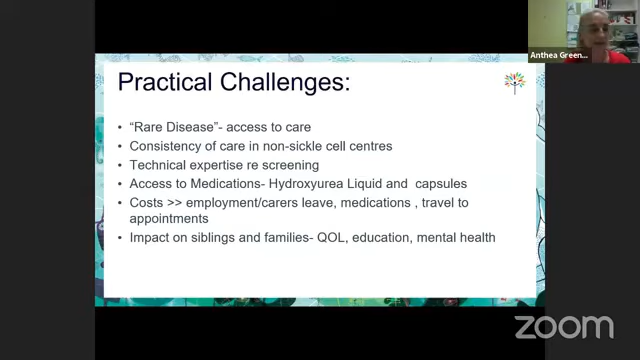 Practical Challenges:
• "Rare Disease"- access to care
• Consistency of care in non-sickle cell centres
• Technical expertise re screening
• Access to Medications- Hydroxyurea Liquid and capsules
• Costs >> employment/carers leave, medications , travel to
appointments
• Impact on siblings and families- QOL, education, mental health
Anthea Green...
zoom